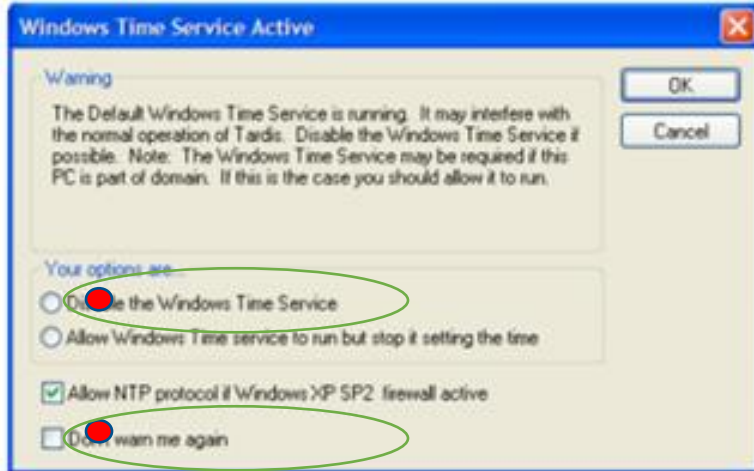 Windows Time Service Active
Warning
OK
The Default Windows Time Service is running. It may interfere with
the normal operation of Tardis. Disable the Windows Time Service if
Cancel
possible. Note: The Windows Time Service may be required if this
PC is part of domain. If this is the case you should allow it to run.
Your options are...
the Windows Time Service
Allow Windows Time service to run but stop it setting the time
Allow NTP protocol if Windows XP SP2 firewall active
warn me again